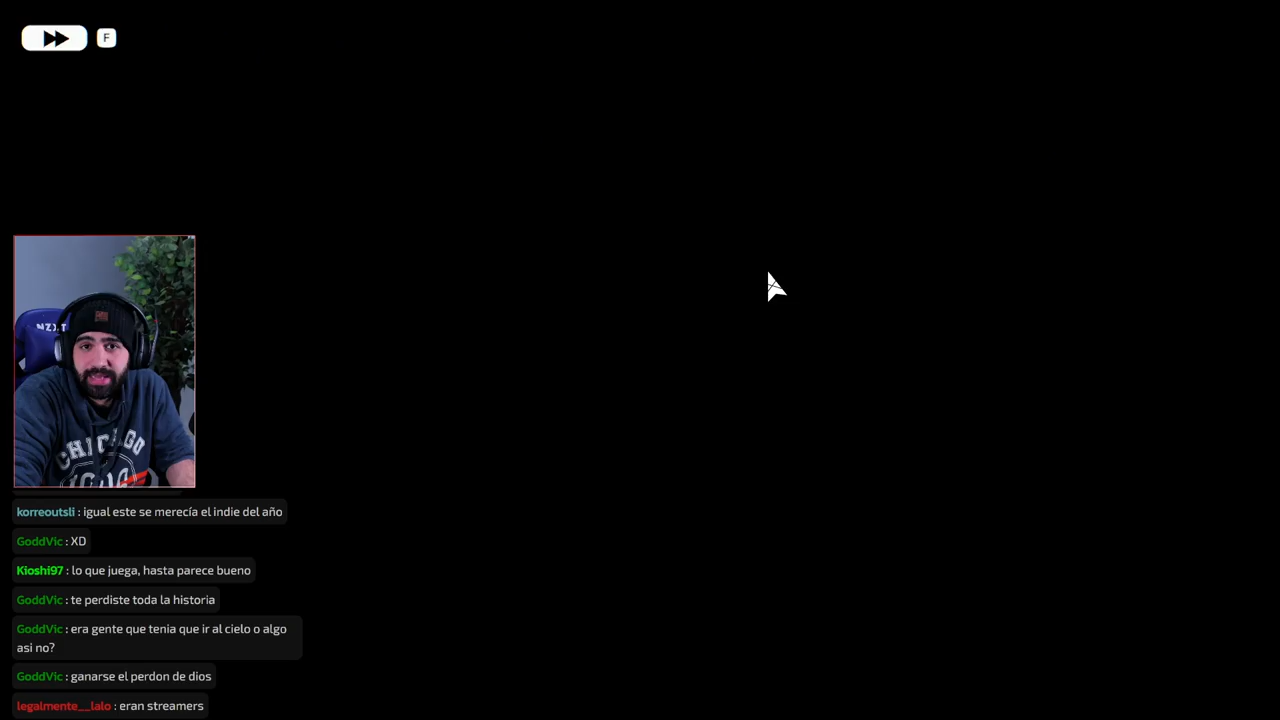 F
NZXT
CHICAGO
korreoutsli : igual este se merecía el indie del año
GoddVic : XD
Kioshi97 : lo que juega, hasta parece bueno
GoddVic : te perdiste toda la historia
GoddVic : era gente que tenia que ir al cielo o algo
asi no?
GoddVic : ganarse el perdon de dios
legalmente__lalo : eran streamers